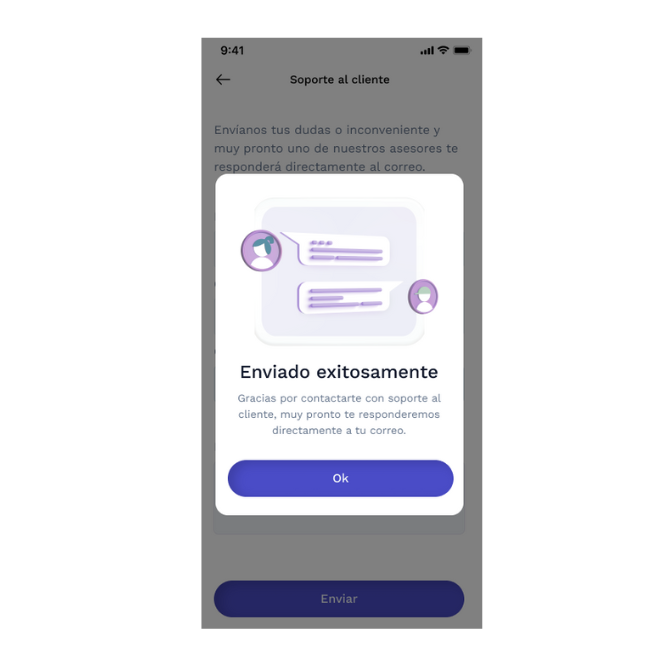 9:41
Soporte al cliente
Envíanos tus dudas o inconveniente y
muy pronto uno de nuestros asesores te
responderá directamente al correo.
Enviado exitosamente
Gracias por contactarte con soporte al
cliente, muy pronto te responderemos
directamente a tu correo.
Ok
Enviar